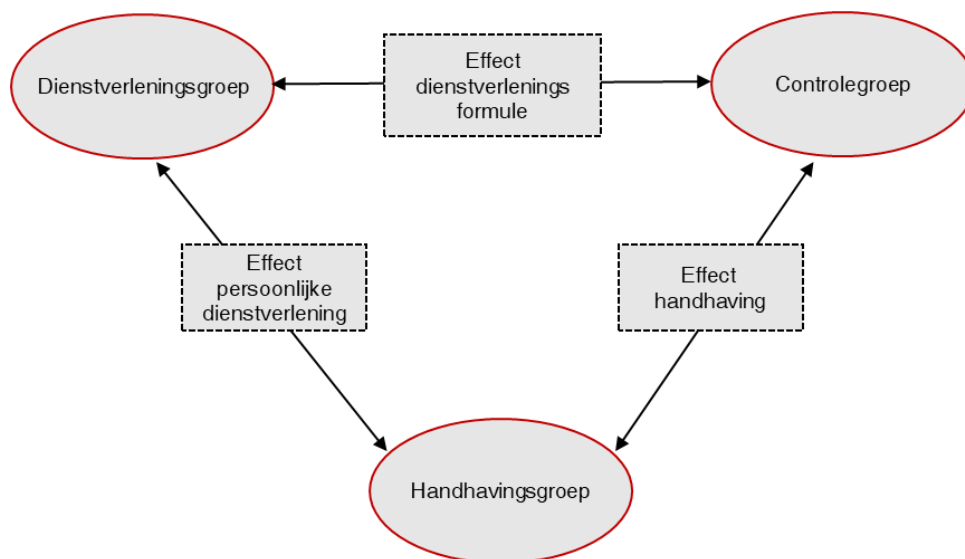 Dienstverleningsgroep
Effect
dienstverlenings
formule
Controlegroep
Effect
persoonlijke
dienstverlening
Effect
handhaving
Handhavingsgroep